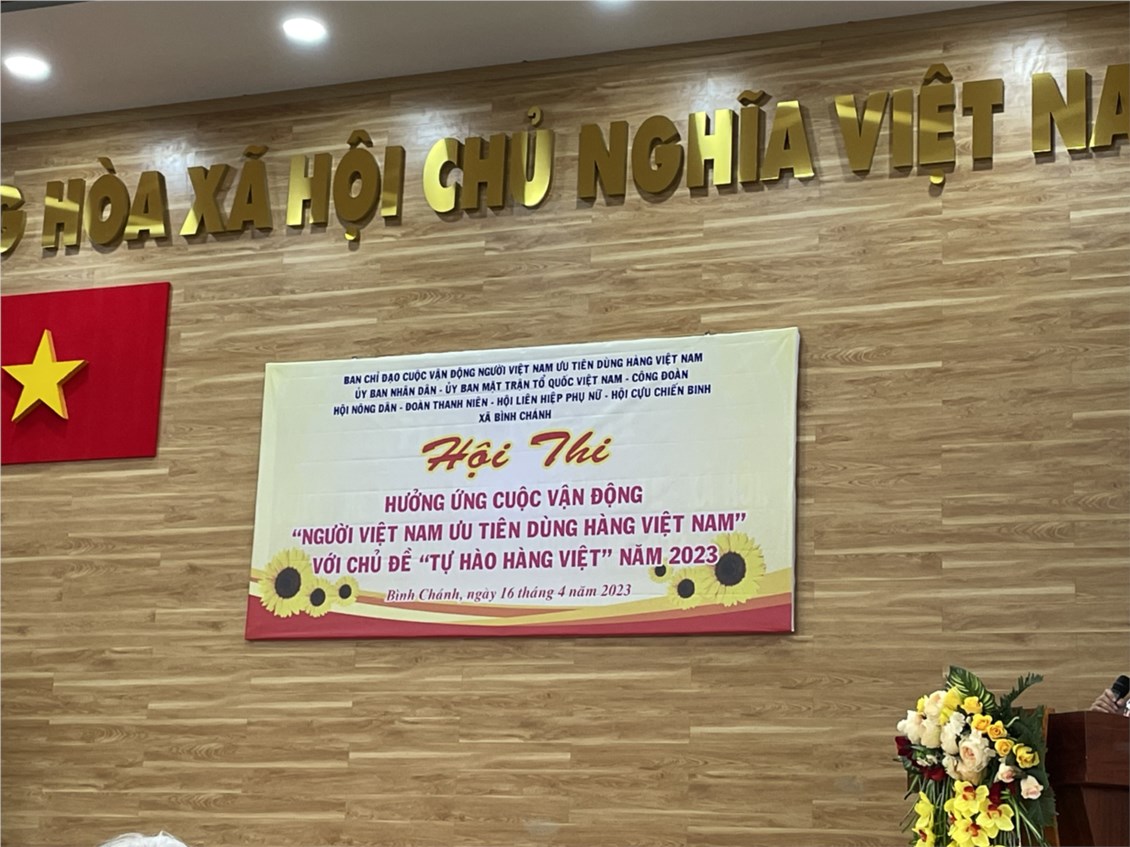 G HÒA XÃ HỘI CHỦ NGHĨA VIỆT NA
BAN CHỈ ĐẠO CUỘC VẬN ĐỘNG NGƯỜI VIỆT NAM ƯU TIÊN DÙNG HÀNG VIỆT NAM
ỦY BAN NHÂN DÂN - ỦY BAN MẶT TRẬN TỔ QUỐC VIỆT NAM - CÔNG ĐOÀN
HỘI NÔNG DÂN - ĐOÀN THANH NIÊN - HỘI LIÊN HIỆP PHỤ NỮ - HỘI CỰU CHIẾN BINH
XÃ BÌNH CHÁNH
Hội Thi
HƯỞNG ỨNG CUỘC VẬN ĐỘNG
“NGƯỜI VIỆT NAM ƯU TIÊN DÙNG HÀNG VIỆT NAM”
VỚI CHỦ ĐỀ “TỰ HÀO HÀNG VIỆT” NĂM 2023
Bình Chánh, ngày 16 tháng 4 năm 2023